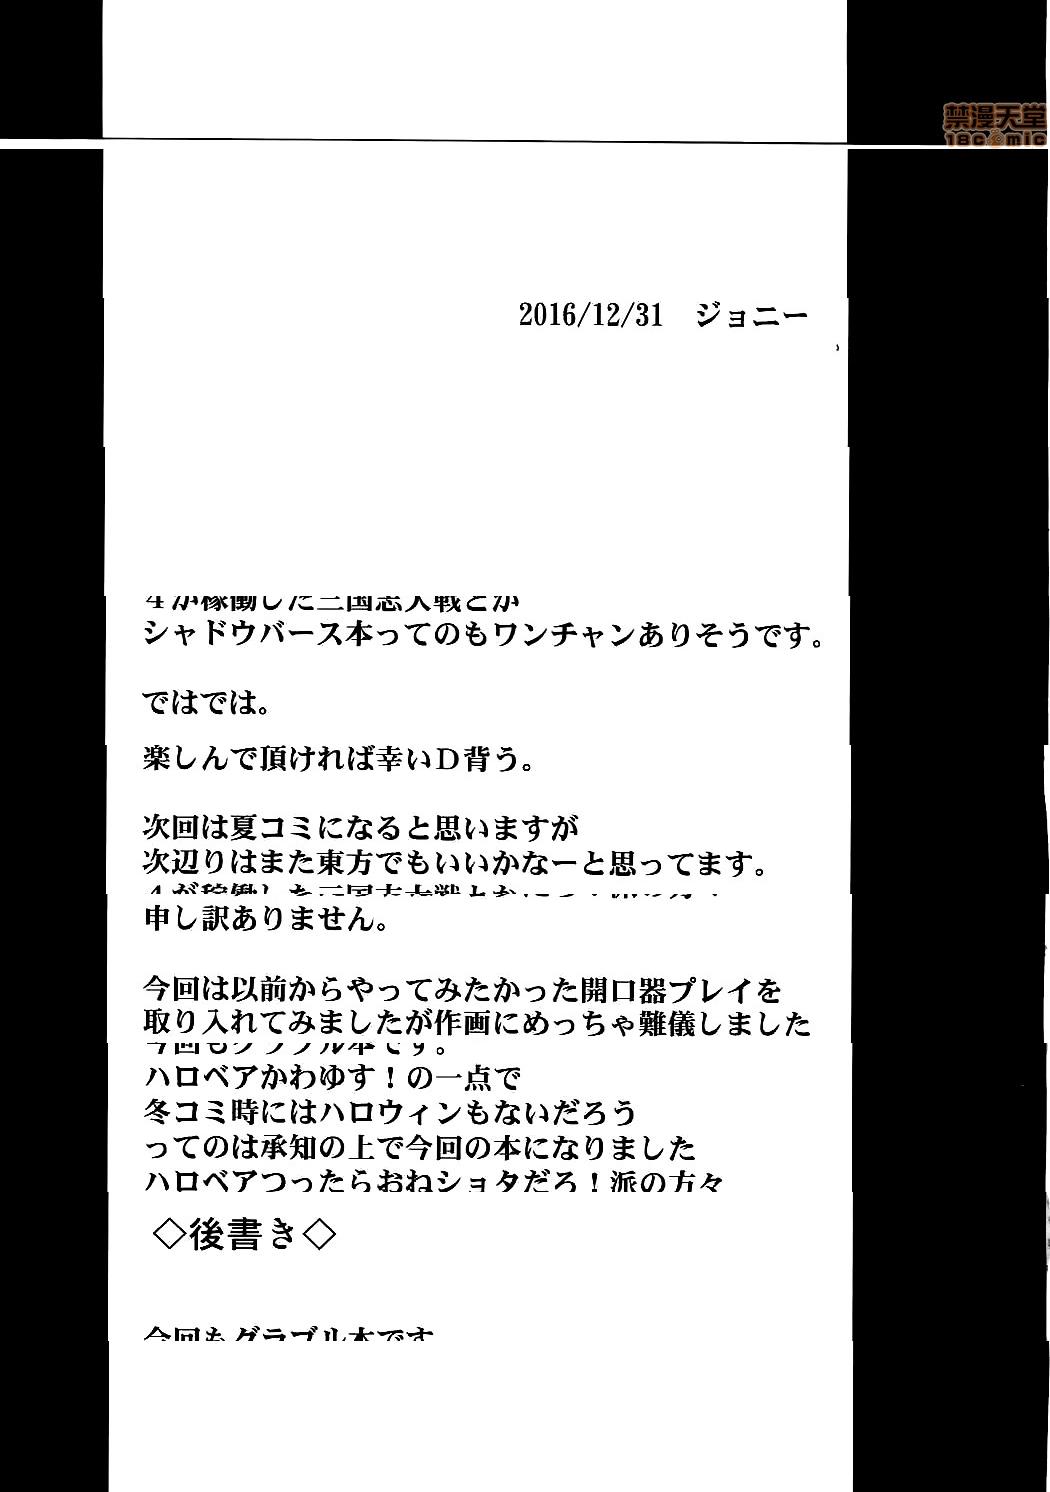 禁漫天堂
18comic
2016/12/31　ジョニー
4が稼働した三国志大戦とか
シャドウバース本ってのもワンチャンありそうです。
ではでは。
楽しんで頂ければ幸いD背う。
次回は夏コミになると思いますが
次辺りはまた東方でもいいかなーと思ってます。
申し訳ありません。
今回は以前からやってみたかった開口器プレイを
取り入れてみましたが作画にめっちゃ難儀しました
今回もグラブル本です。
ハロベアかわゆす！の一点で
冬コミ時にはハロウィンもないだろう
ってのは承知の上で今回の本になりました
ハロベアつったらおねショタだろ！派の方々
◇後書き◇
今回もグラブル本です